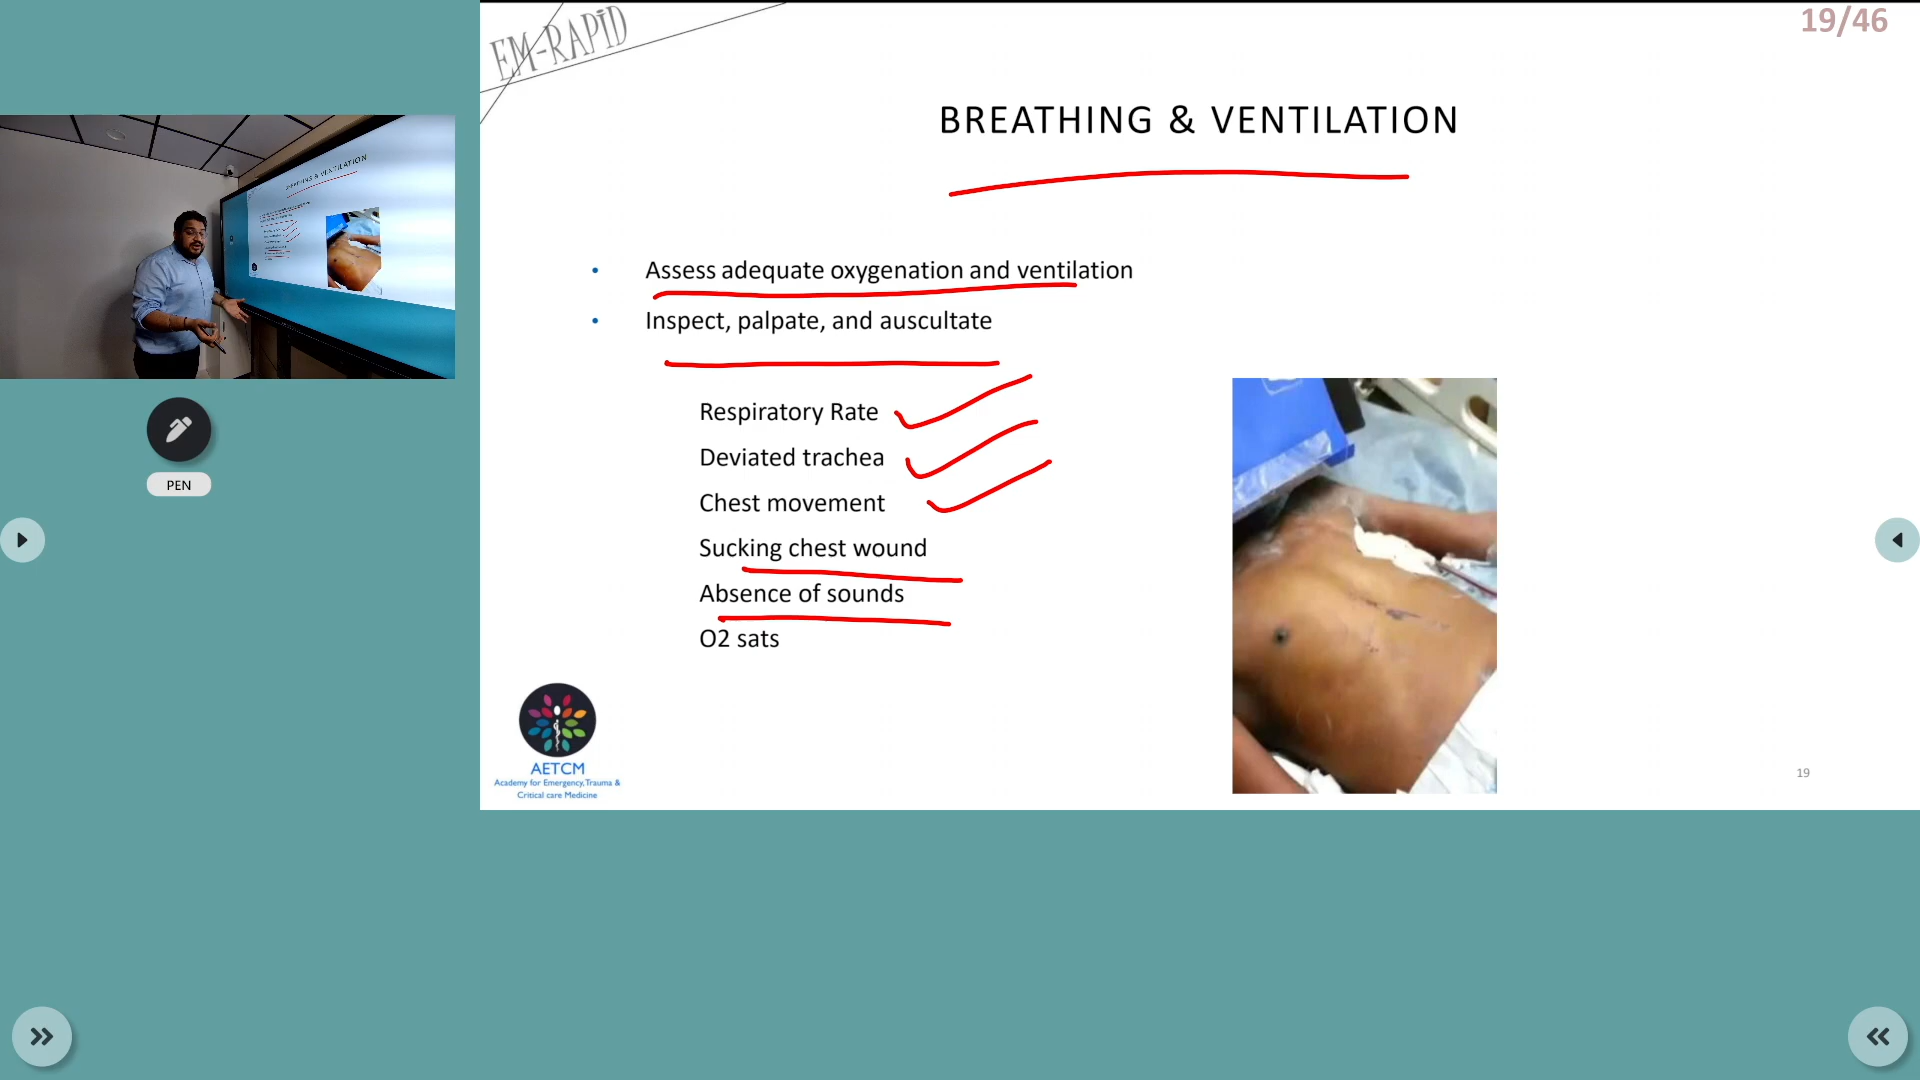 EM-RAPID
19/46
BREATHING & VENTILATION
• Assess adequate oxygenation and ventilation
• Inspect, palpate, and auscultate
Respiratory Rate
Deviated trachea
Chest movement
Sucking chest wound
Absence of sounds
O2 sats
AETCM
Academy for Emergency, Trauma &
Critical care Medicine
19
PEN
BREATHING & VENTILATION